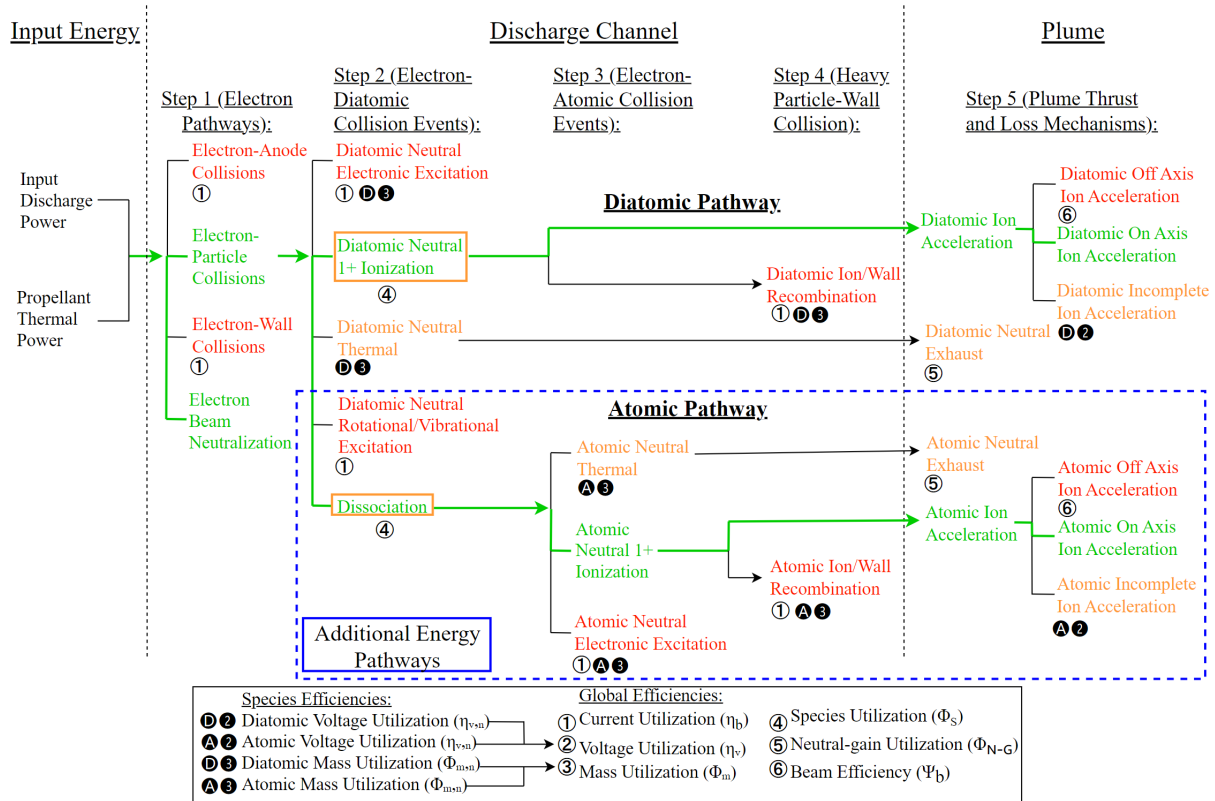 Input Energy
Discharge Channel
Plume
Step 1 (Electron
Pathways):
Step 2 (Electron-
Diatomic
Collision Events):
Step 3 (Electron-
Atomic Collision
Events):
Step 4 (Heavy
Particle-Wall
Collision):
Step 5 (Plume Thrust
and Loss Mechanisms):
Input
Discharge
Power
Propellant
Thermal
Power
Electron-Anode
Collisions
①
Electron-
Particle
Collisions
Electron-Wall
Collisions
①
Electron
Beam
Neutralization
Diatomic Neutral
Electronic Excitation
① 🅓 ❸
Diatomic Neutral
1+ Ionization
④
Diatomic Neutral
Thermal
🅓 ❸
Diatomic Pathway
Diatomic Ion/Wall
Recombination
① 🅓 ❸
Diatomic Ion
Acceleration
Diatomic Off Axis
Ion Acceleration
⑥
Diatomic On Axis
Ion Acceleration
Diatomic Incomplete
Ion Acceleration
🅓 ❷
Diatomic Neutral
Exhaust
⑤
Atomic Pathway
Diatomic Neutral
Rotational/Vibrational
Excitation
①
Dissociation
④
Atomic Neutral
Thermal
🅐 ❸
Atomic
Neutral 1+
Ionization
Atomic Neutral
Electronic Excitation
① 🅐 ❸
Atomic Ion/Wall
Recombination
① 🅐 ❸
Atomic Neutral
Exhaust
⑤
Atomic Ion
Acceleration
Atomic Off Axis
Ion Acceleration
⑥
Atomic On Axis
Ion Acceleration
Atomic Incomplete
Ion Acceleration
🅐 ❷
Additional Energy
Pathways
Species Efficiencies:
🅓 ❷ Diatomic Voltage Utilization (ηv,n)
🅐 ❷ Atomic Voltage Utilization (ηv,n)
🅓 ❸ Diatomic Mass Utilization (Φm,n)
🅐 ❸ Atomic Mass Utilization (Φm,n)
Global Efficiencies:
① Current Utilization (ηb)
② Voltage Utilization (ηv)
③ Mass Utilization (Φm)
④ Species Utilization (ΦS)
⑤ Neutral-gain Utilization (ΦN-G)
⑥ Beam Efficiency (Ψb)